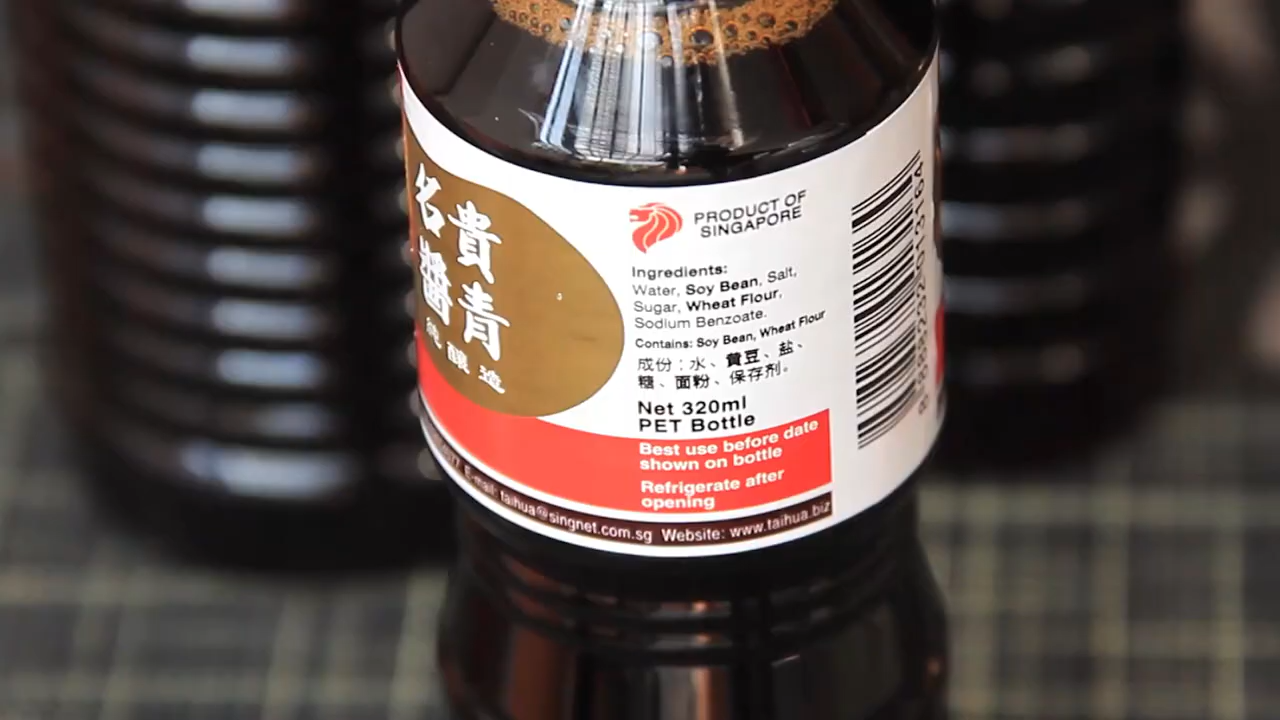 名貴
醬青
純釀造
PRODUCT OF
SINGAPORE
Ingredients:
Water, Soy Bean, Salt,
Sugar, Wheat Flour,
Sodium Benzoate.
Contains: Soy Bean, Wheat Flour
成份：水、黄豆、盐、
糖、面粉、保存剂。
Net 320ml
PET Bottle
Best use before date
shown on bottle
Refrigerate after
opening
E-mail: taihua@singnet.com.sg Website: www.taihua.biz